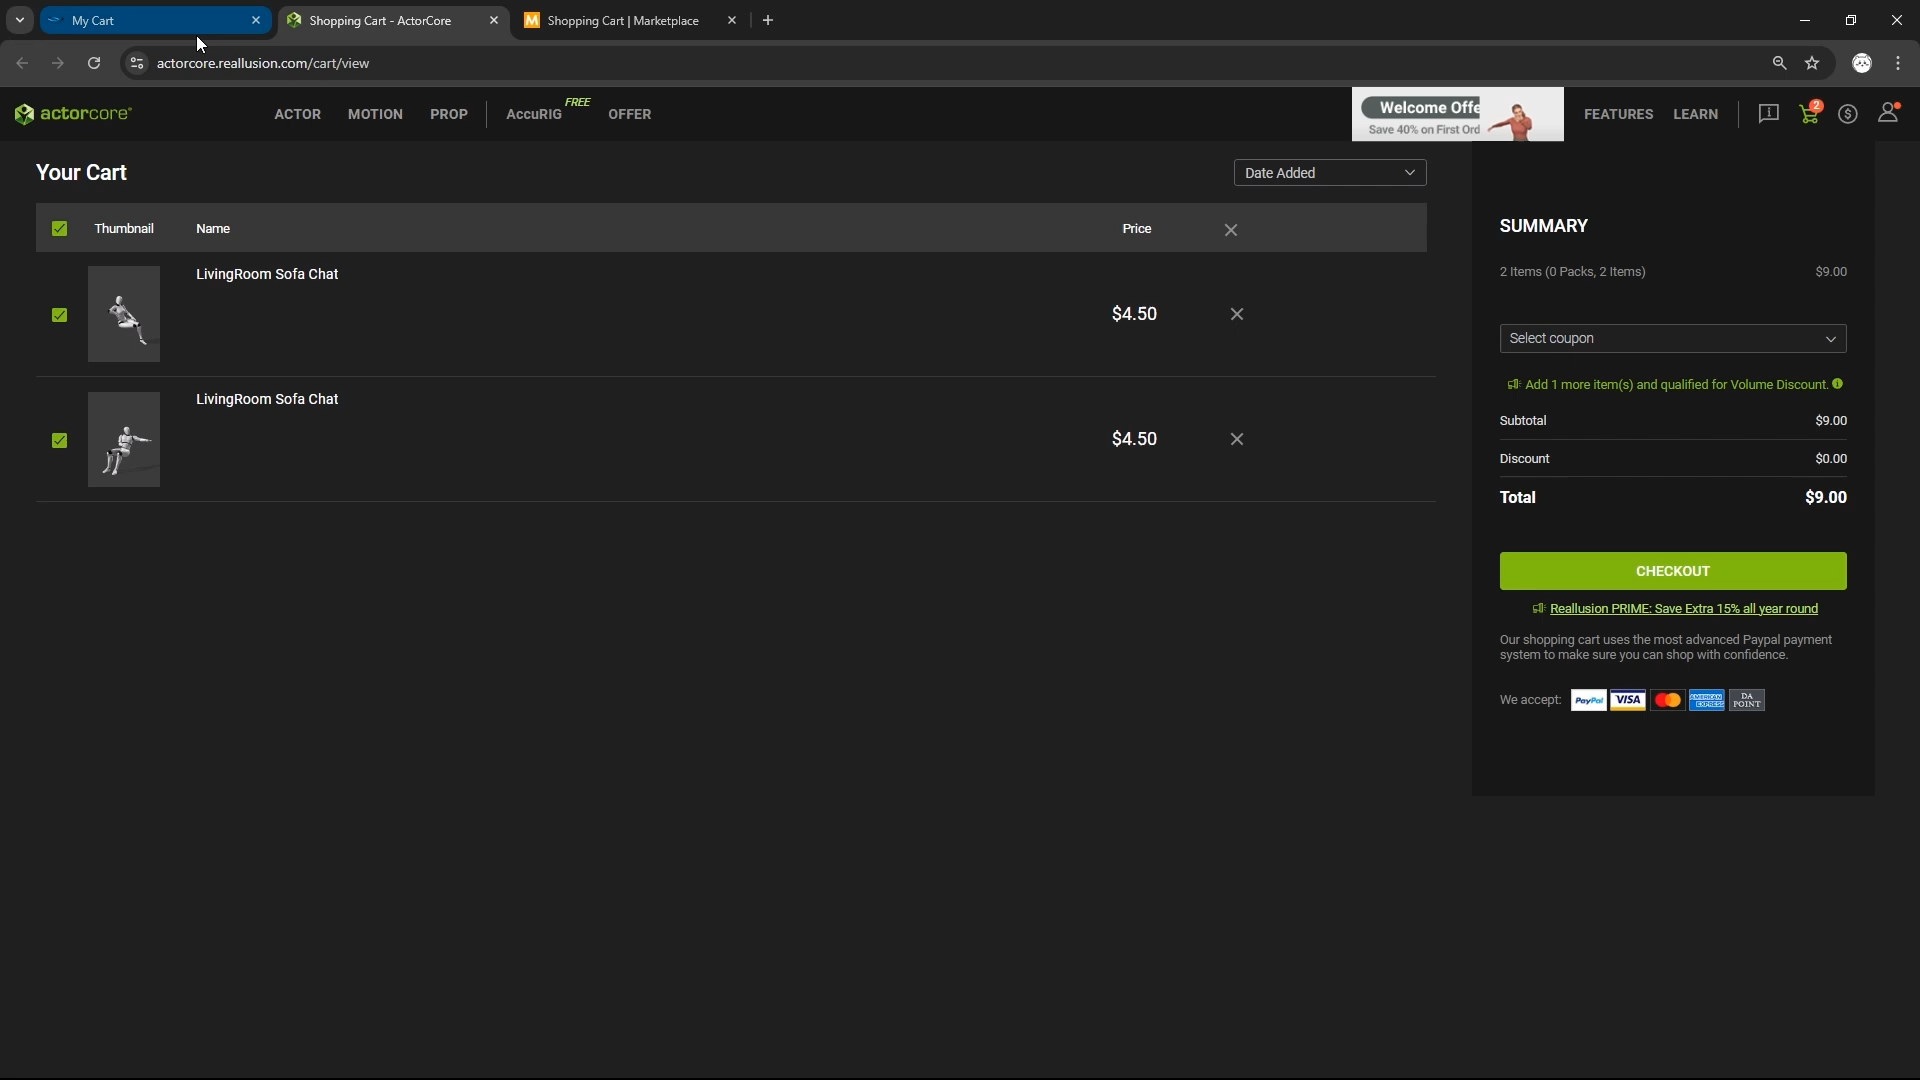 My Cart
Shopping Cart - ActorCore
Shopping Cart | Marketplace
actorcore.reallusion.com/cart/view
actorcore
ACTOR
MOTION
PROP
AccuRIG
FREE
OFFER
Welcome Offe
Save 40% on First Ord
FEATURES
LEARN
2
Your Cart
Date Added
Thumbnail
Name
Price
LivingRoom Sofa Chat
$4.50
LivingRoom Sofa Chat
$4.50
SUMMARY
2 Items (0 Packs, 2 Items)
$9.00
Select coupon
Add 1 more item(s) and qualified for Volume Discount.
Subtotal
$9.00
Discount
$0.00
Total
$9.00
CHECKOUT
Reallusion PRIME: Save Extra 15% all year round
Our shopping cart uses the most advanced Paypal payment
system to make sure you can shop with confidence.
We accept:
PayPal
VISA
AMERICAN
EXPRESS
DA
POINT